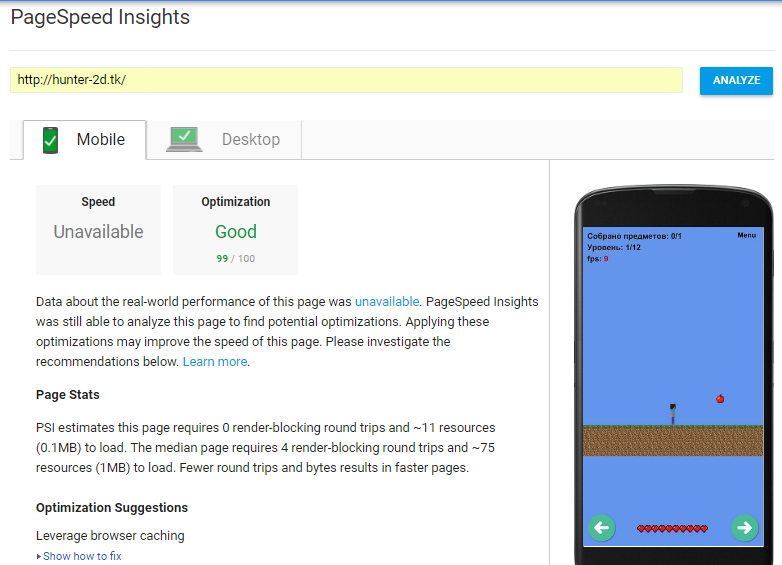 PageSpeed Insights
http://hunter-2d.tk/
ANALYZE
Mobile
Desktop
Speed
Unavailable
Optimization
Good
99 / 100
Data about the real-world performance of this page was unavailable. PageSpeed Insights
was still able to analyze this page to find potential optimizations. Applying these
optimizations may improve the speed of this page. Please investigate the
recommendations below. Learn more.
Page Stats
PSI estimates this page requires 0 render-blocking round trips and ~11 resources
(0.1MB) to load. The median page requires 4 render-blocking round trips and ~75
resources (1MB) to load. Fewer round trips and bytes results in faster pages.
Optimization Suggestions
Leverage browser caching
Show how to fix
Собрано предметов: 0/1
Menu
Уровень: 1/12
fps: 9